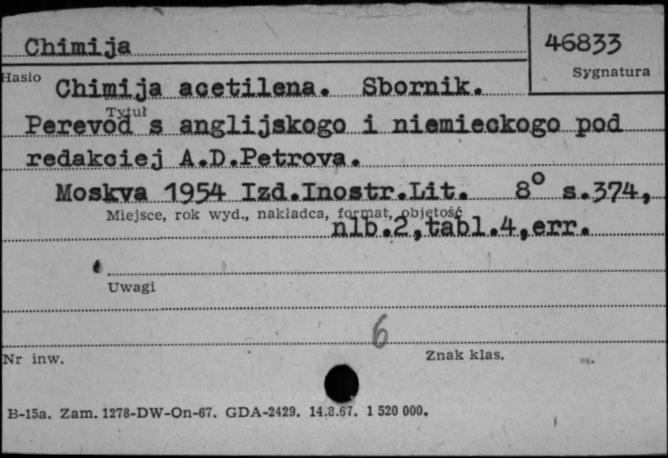 Chimija
46833
Hasło
Sygnatura
Chimija acetilena. Sbornik.
Tytuł
Perevod s anglijskogo i niemieckogo pod
redakciej A.D.Petrova.
Moskva 1954 Izd.Inostr.Lit. 8° s.374,
Miejsce, rok wyd., nakładca, format, objętość
nlb.2,tabl.4,err.
Uwagi
6
Nr inw.
Znak klas.
B-15a. Zam. 1278-DW-On-67. GDA-2429. 14.8.67. 1 520 000.